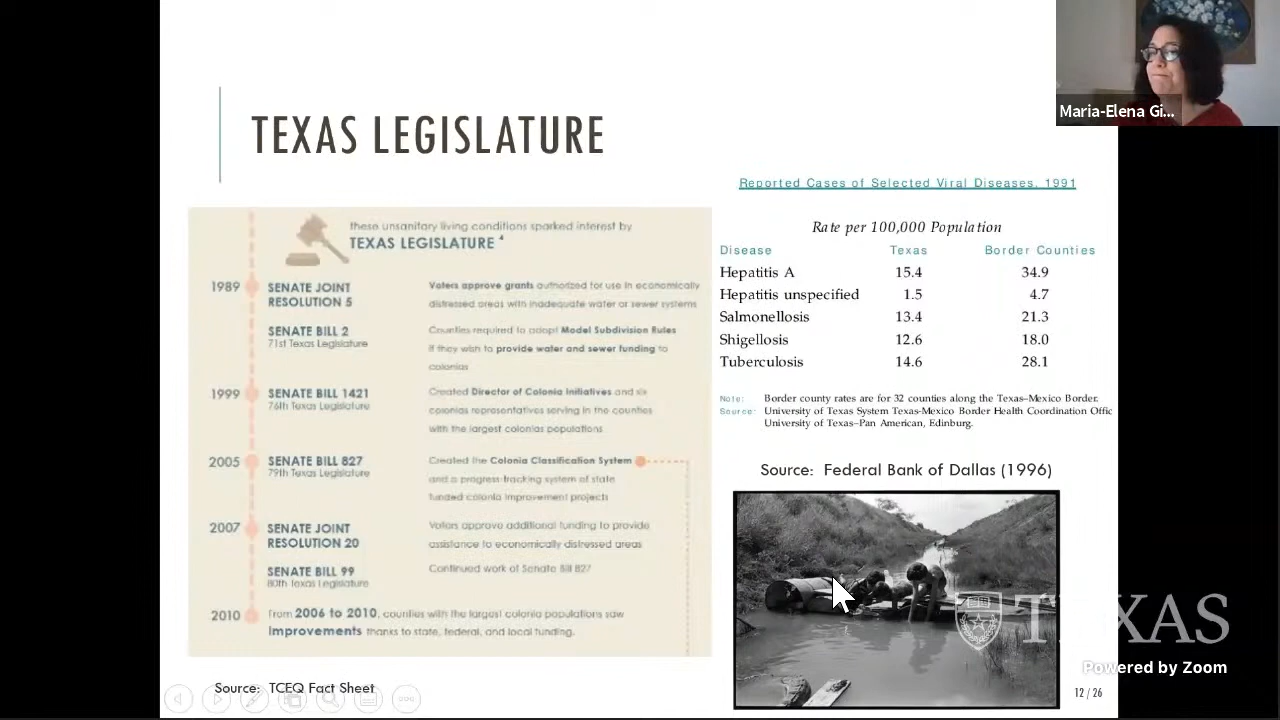 Maria-Elena Gi...
TEXAS LEGISLATURE
these unsanitary living conditions sparked interest by
TEXAS LEGISLATURE 4
1989
SENATE JOINT
RESOLUTION 5
Voters approve grants authorized for use in economically
distressed areas with inadequate water or sewer systems
SENATE BILL 2
71st Texas Legislature
Counties required to adopt Model Subdivision Rules
if they wish to provide water and sewer funding to
colonias
1999
SENATE BILL 1421
76th Texas Legislature
Created Director of Colonia Initiatives and six
colonias representatives serving in the counties
with the largest colonias populations
2005
SENATE BILL 827
79th Texas Legislature
Created the Colonia Classification System
and a progress-tracking system of state
funded colonia improvement projects
2007
SENATE JOINT
RESOLUTION 20
Voters approve additional funding to provide
assistance to economically distressed areas
SENATE BILL 99
80th Texas Legislature
Continued work of Senate Bill 827
2010
From 2006 to 2010, counties with the largest colonia populations saw
improvements thanks to state, federal, and local funding.
Source: TCEQ Fact Sheet
Reported Cases of Selected Viral Diseases, 1991
Rate per 100,000 Population
Disease Texas Border Counties
Hepatitis A 15.4 34.9
Hepatitis unspecified 1.5 4.7
Salmonellosis 13.4 21.3
Shigellosis 12.6 18.0
Tuberculosis 14.6 28.1
Note: Border county rates are for 32 counties along the Texas–Mexico Border.
Source: University of Texas System Texas-Mexico Border Health Coordination Offic
University of Texas–Pan American, Edinburg.
Source: Federal Bank of Dallas (1996)
TEXAS
Powered by Zoom
12 / 26